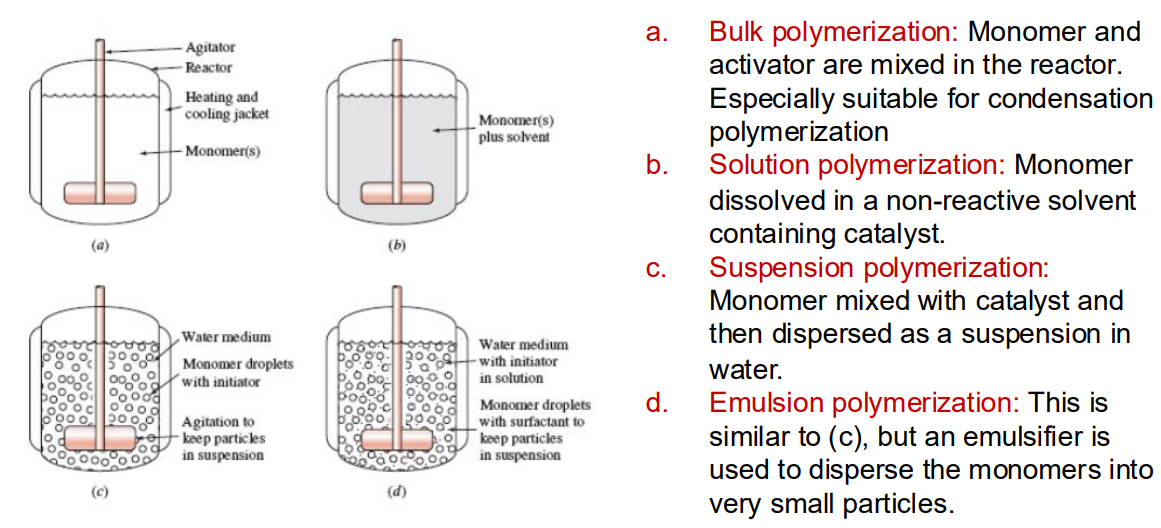 Agitator
Reactor
Heating and
cooling jacket
Monomer(s)
(a)
Monomer(s)
plus solvent
(b)
Water medium
Monomer droplets
with initiator
Agitation to
keep particles
in suspension
(c)
Water medium
with initiator
in solution
Monomer droplets
with surfactant to
keep particles
in suspension
(d)
a. Bulk polymerization: Monomer and
activator are mixed in the reactor.
Especially suitable for condensation
polymerization
b. Solution polymerization: Monomer
dissolved in a non-reactive solvent
containing catalyst.
c. Suspension polymerization:
Monomer mixed with catalyst and
then dispersed as a suspension in
water.
d. Emulsion polymerization: This is
similar to (c), but an emulsifier is
used to disperse the monomers into
very small particles.